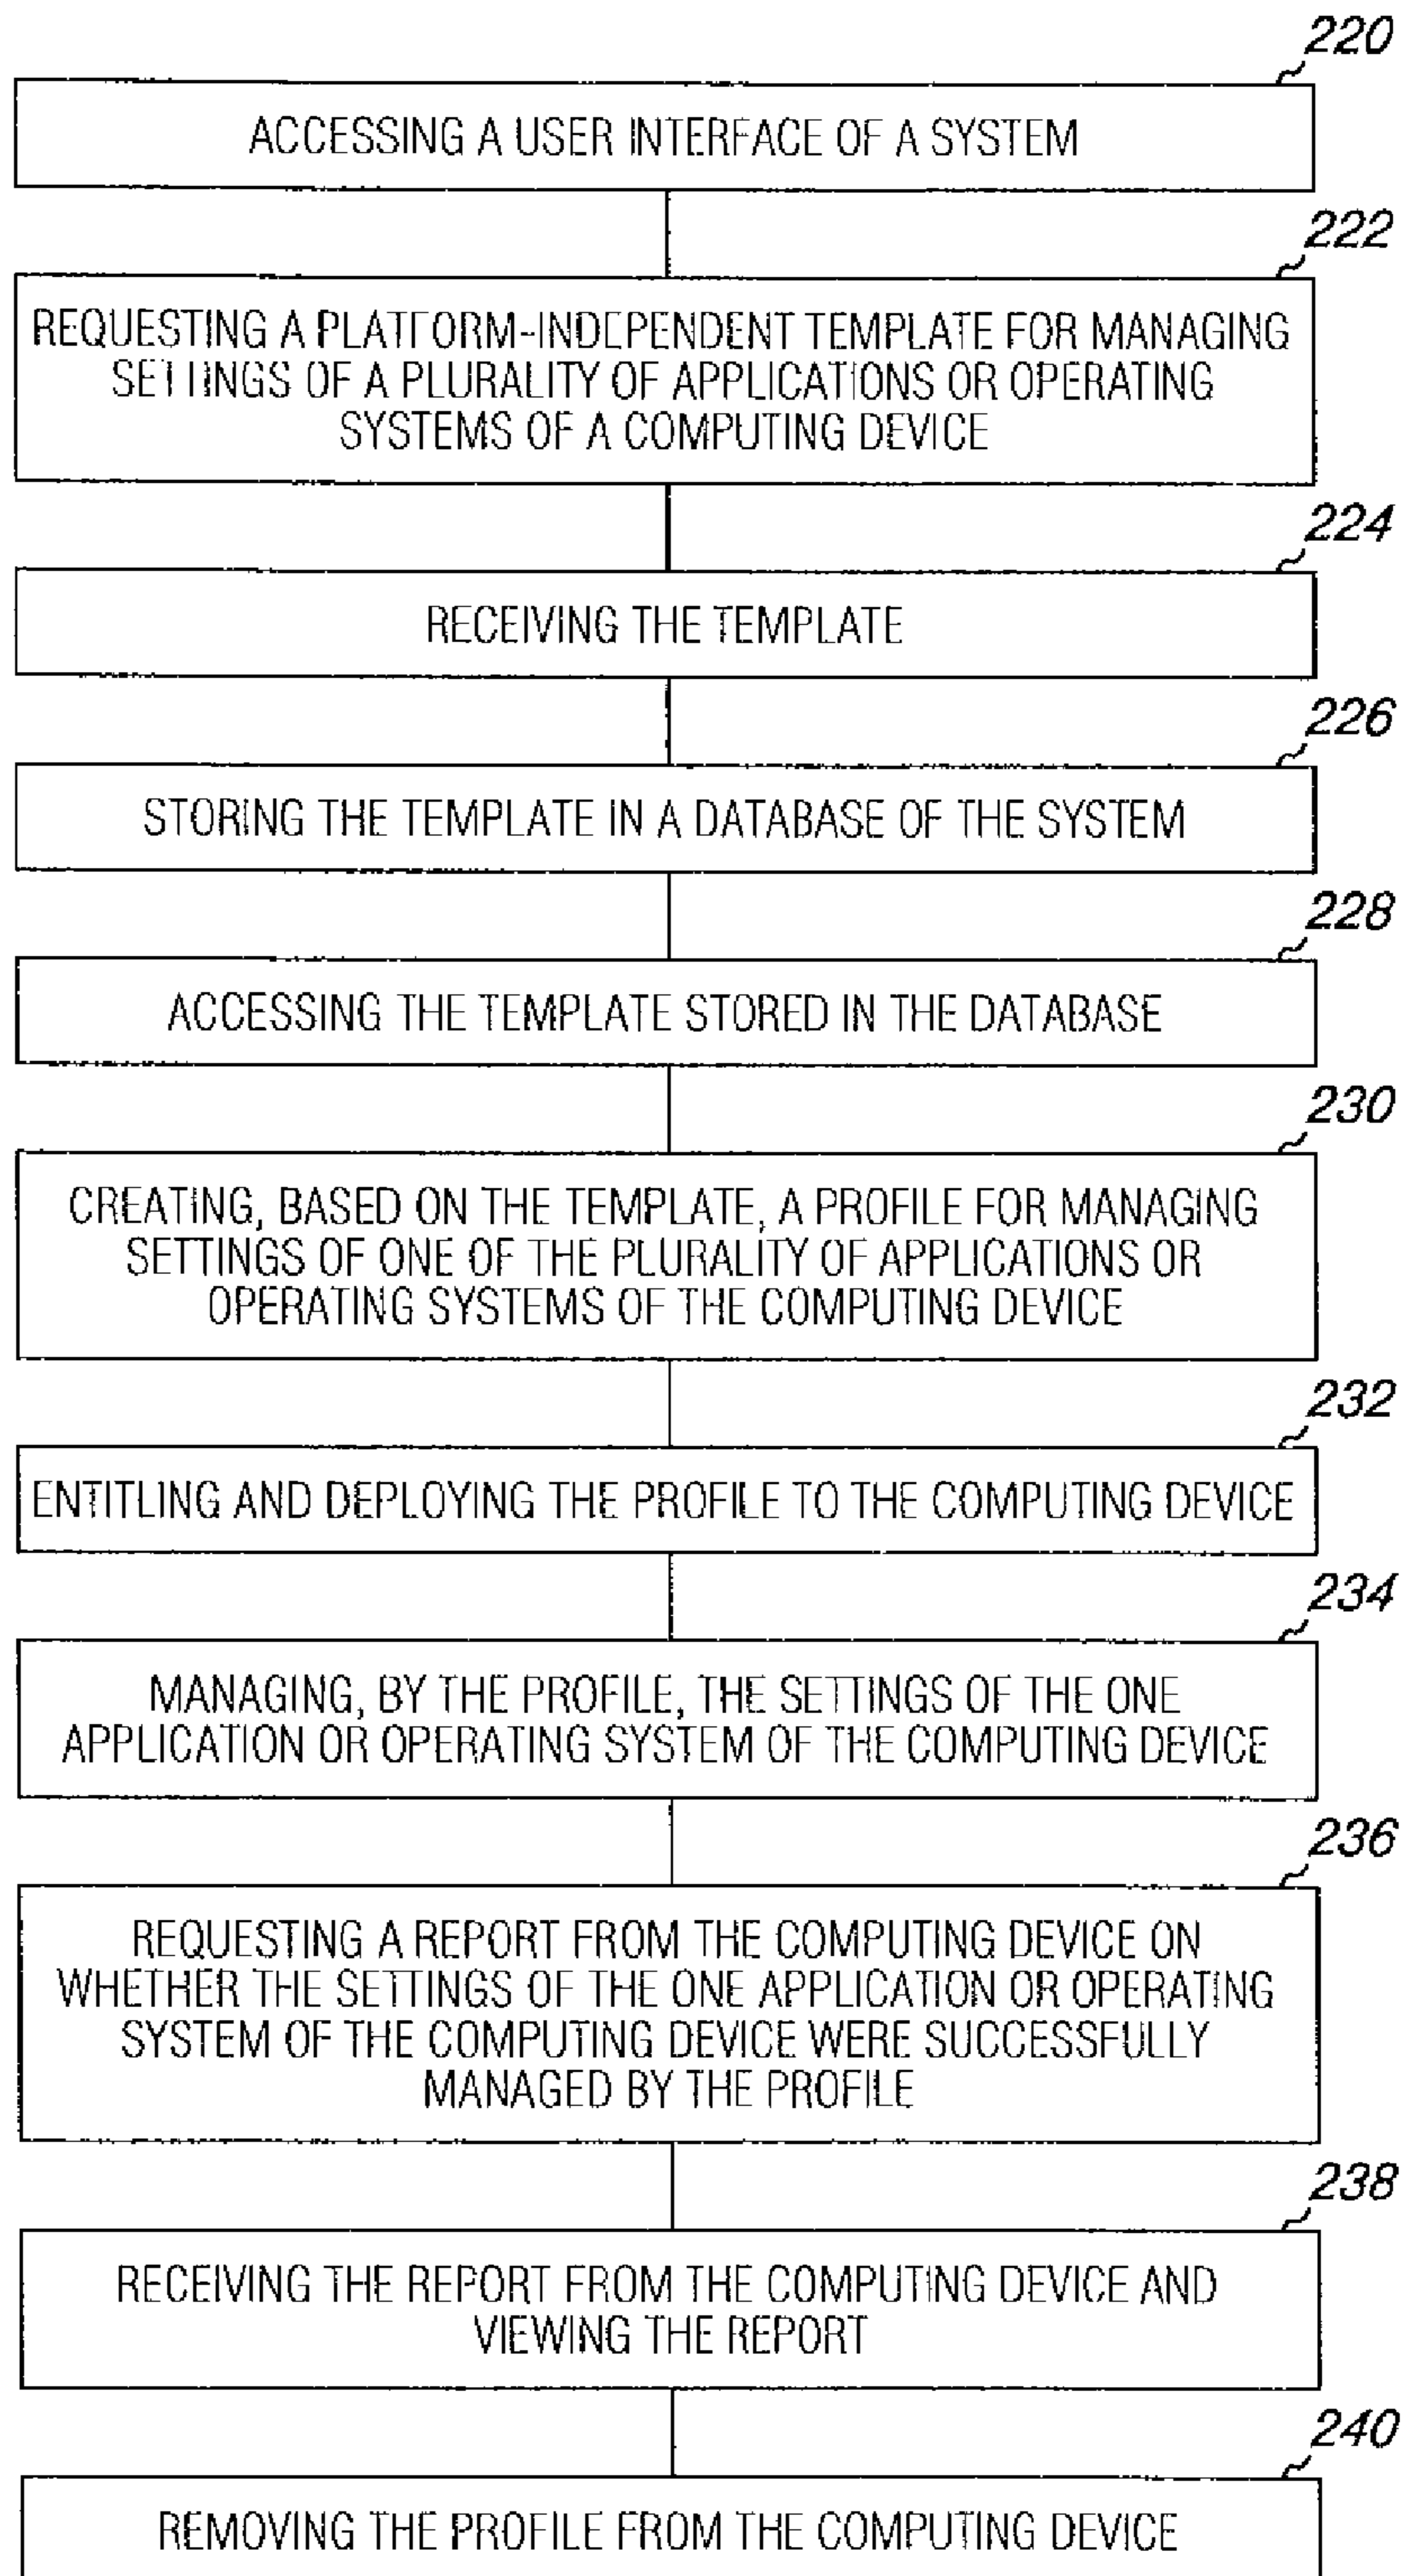 220
ACCESSING A USER INTERFACE OF A SYSTEM
222
REQUESTING A PLATFORM-INDEPENDENT TEMPLATE FOR MANAGING
SETTINGS OF A PLURALITY OF APPLICATIONS OR OPERATING
SYSTEMS OF A COMPUTING DEVICE
224
RECEIVING THE TEMPLATE
226
STORING THE TEMPLATE IN A DATABASE OF THE SYSTEM
228
ACCESSING THE TEMPLATE STORED IN THE DATABASE
230
CREATING, BASED ON THE TEMPLATE, A PROFILE FOR MANAGING
SETTINGS OF ONE OF THE PLURALITY OF APPLICATIONS OR
OPERATING SYSTEMS OF THE COMPUTING DEVICE
232
ENTITLING AND DEPLOYING THE PROFILE TO THE COMPUTING DEVICE
234
MANAGING, BY THE PROFILE, THE SETTINGS OF THE ONE
APPLICATION OR OPERATING SYSTEM OF THE COMPUTING DEVICE
236
REQUESTING A REPORT FROM THE COMPUTING DEVICE ON
WHETHER THE SETTINGS OF THE ONE APPLICATION OR OPERATING
SYSTEM OF THE COMPUTING DEVICE WERE SUCCESSFULLY
MANAGED BY THE PROFILE
238
RECEIVING THE REPORT FROM THE COMPUTING DEVICE AND
VIEWING THE REPORT
240
REMOVING THE PROFILE FROM THE COMPUTING DEVICE